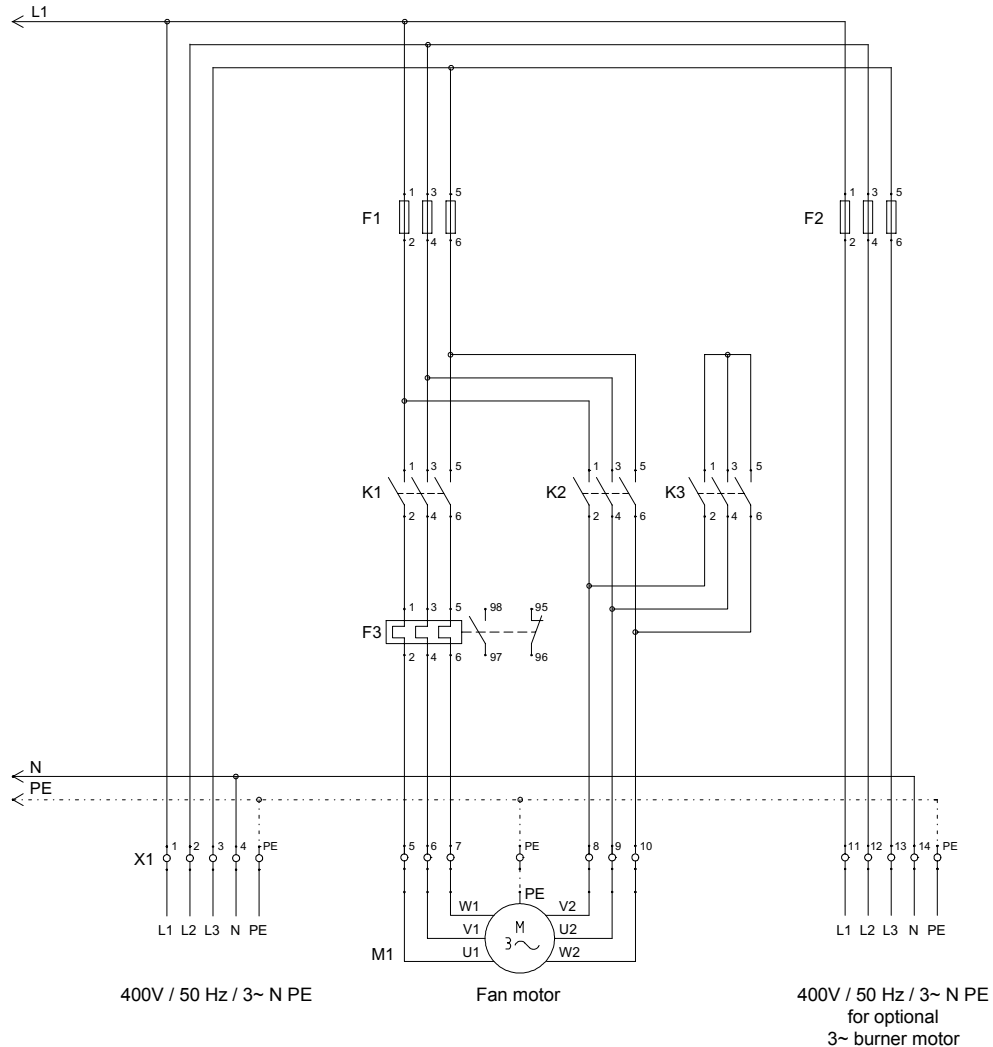 L1
1 3 5 1 3 5
F1 F2
2 4 6 2 4 6
1 3 5 1 3 5 1 3 5
K1 K2 K3
2 4 6 2 4 6 2 4 6
1 3 5 98 95
F3
2 4 6 97 96
N
PE
1 2 3 4 PE 5 6 7 PE 8 9 10 11 12 13 14 PE
X1
PE
W1 V2
L1 L2 L3 N PE V1 M U2 L1 L2 L3 N PE
3
M1 U1 W2
400V / 50 Hz / 3~ N PE Fan motor 400V / 50 Hz / 3~ N PE
for optional
3~ burner motor